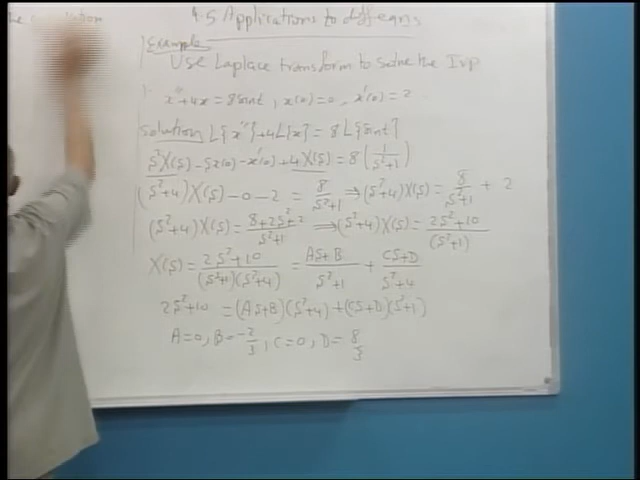 4.5 Applications to diff eqns
Example
Use Laplace transform to solve the Ivp
x''+4x = 8 sint, x(0)=0, x'(0)=2
Solution L{x''}+4L{x} = 8 L{sint}
S²X(S) - Sx(0) - x'(0) + 4X(S) = 8(1/(S²+1))
(S²+4)X(S) - 0 - 2 = 8/(S²+1) ⇒ (S²+4)X(S) = 8/(S²+1) + 2
(S²+4)X(S) = (8+2S²+2)/(S²+1) ⇒ (S²+4)X(S) = (2S²+10)/(S²+1)
X(S) = (2S²+10)/((S²+1)(S²+4)) = (AS+B)/(S²+1) + (CS+D)/(S²+4)
2S²+10 = (AS+B)(S²+4)+(CS+D)(S²+1)
A=0, B=-2/3, C=0, D=8/3